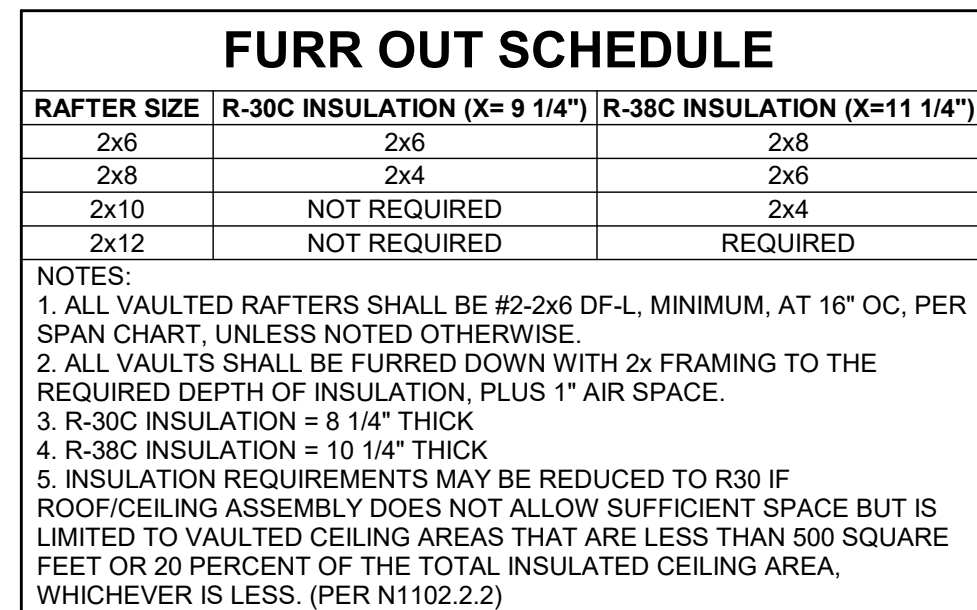 FURR OUT SCHEDULE
RAFTER SIZE R-30C INSULATION (X= 9 1/4") R-38C INSULATION (X=11 1/4")
2x6 2x6 2x8
2x8 2x4 2x6
2x10 NOT REQUIRED 2x4
2x12 NOT REQUIRED REQUIRED
NOTES:
1. ALL VAULTED RAFTERS SHALL BE #2-2x6 DF-L, MINIMUM, AT 16" OC, PER
SPAN CHART, UNLESS NOTED OTHERWISE.
2. ALL VAULTS SHALL BE FURRED DOWN WITH 2x FRAMING TO THE
REQUIRED DEPTH OF INSULATION, PLUS 1" AIR SPACE.
3. R-30C INSULATION = 8 1/4" THICK
4. R-38C INSULATION = 10 1/4" THICK
5. INSULATION REQUIREMENTS MAY BE REDUCED TO R30 IF
ROOF/CEILING ASSEMBLY DOES NOT ALLOW SUFFICIENT SPACE BUT IS
LIMITED TO VAULTED CEILING AREAS THAT ARE LESS THAN 500 SQUARE
FEET OR 20 PERCENT OF THE TOTAL INSULATED CEILING AREA,
WHICHEVER IS LESS. (PER N1102.2.2)